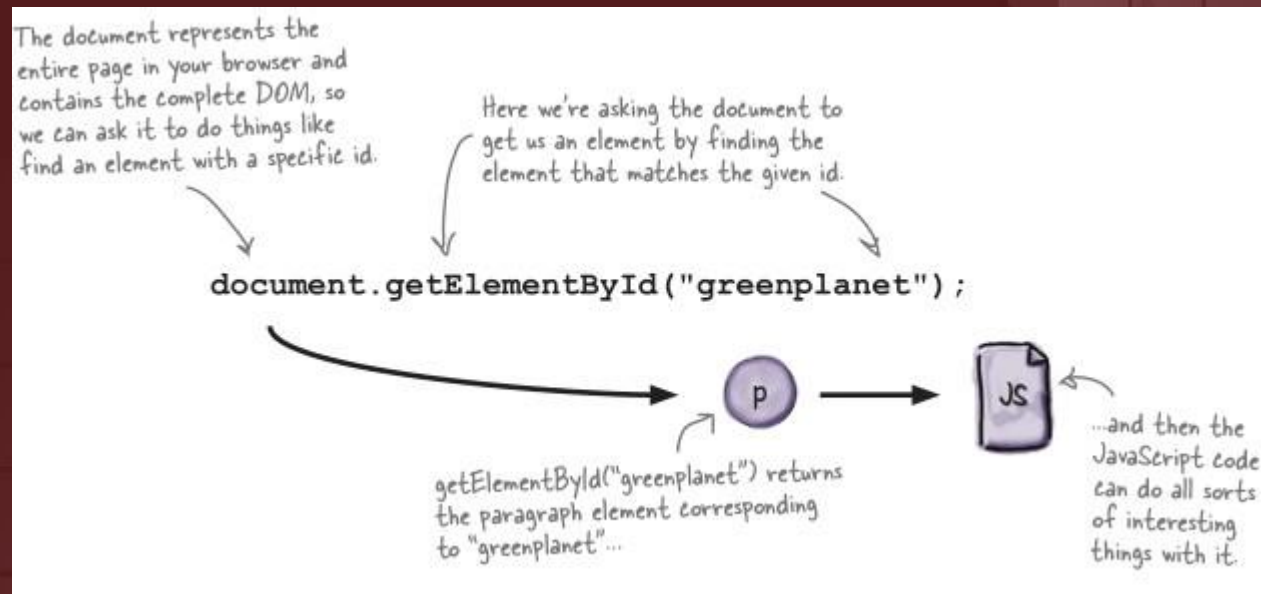 The document represents the
entire page in your browser and
contains the complete DOM, so
we can ask it to do things like
find an element with a specific id.
Here we're asking the document to
get us an element by finding the
element that matches the given id.
document.getElementById("greenplanet");
p
JS
getElementById("greenplanet") returns
the paragraph element corresponding
to "greenplanet"...
...and then the
JavaScript code
can do all sorts
of interesting
things with it.